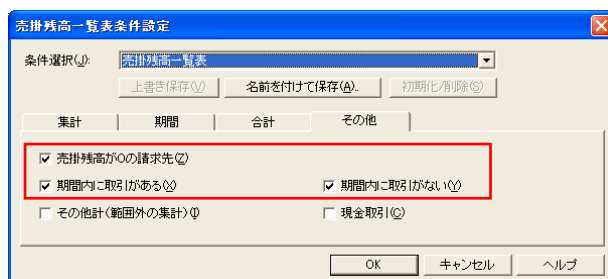 売掛残高一覧表条件設定
条件選択(J): 売掛残高一覧表
上書き保存(V) 名前を付けて保存(A).. 初期化/削除(S)
集計 期間 合計 その他
売掛残高が0の請求先(Z)
期間内に取引がある(X) 期間内に取引がない(Y)
その他計(範囲外の集計)(I) 現金取引(C)
OK キャンセル ヘルプ